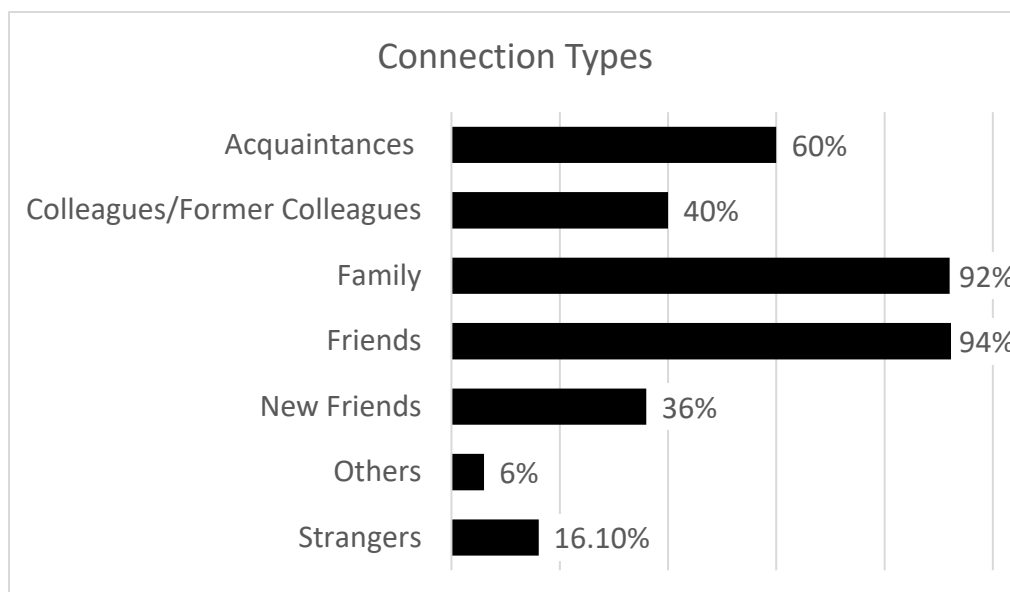 Connection Types
Acquaintances 60%
Colleagues/Former Colleagues 40%
Family 92%
Friends 94%
New Friends 36%
Others 6%
Strangers 16.10%